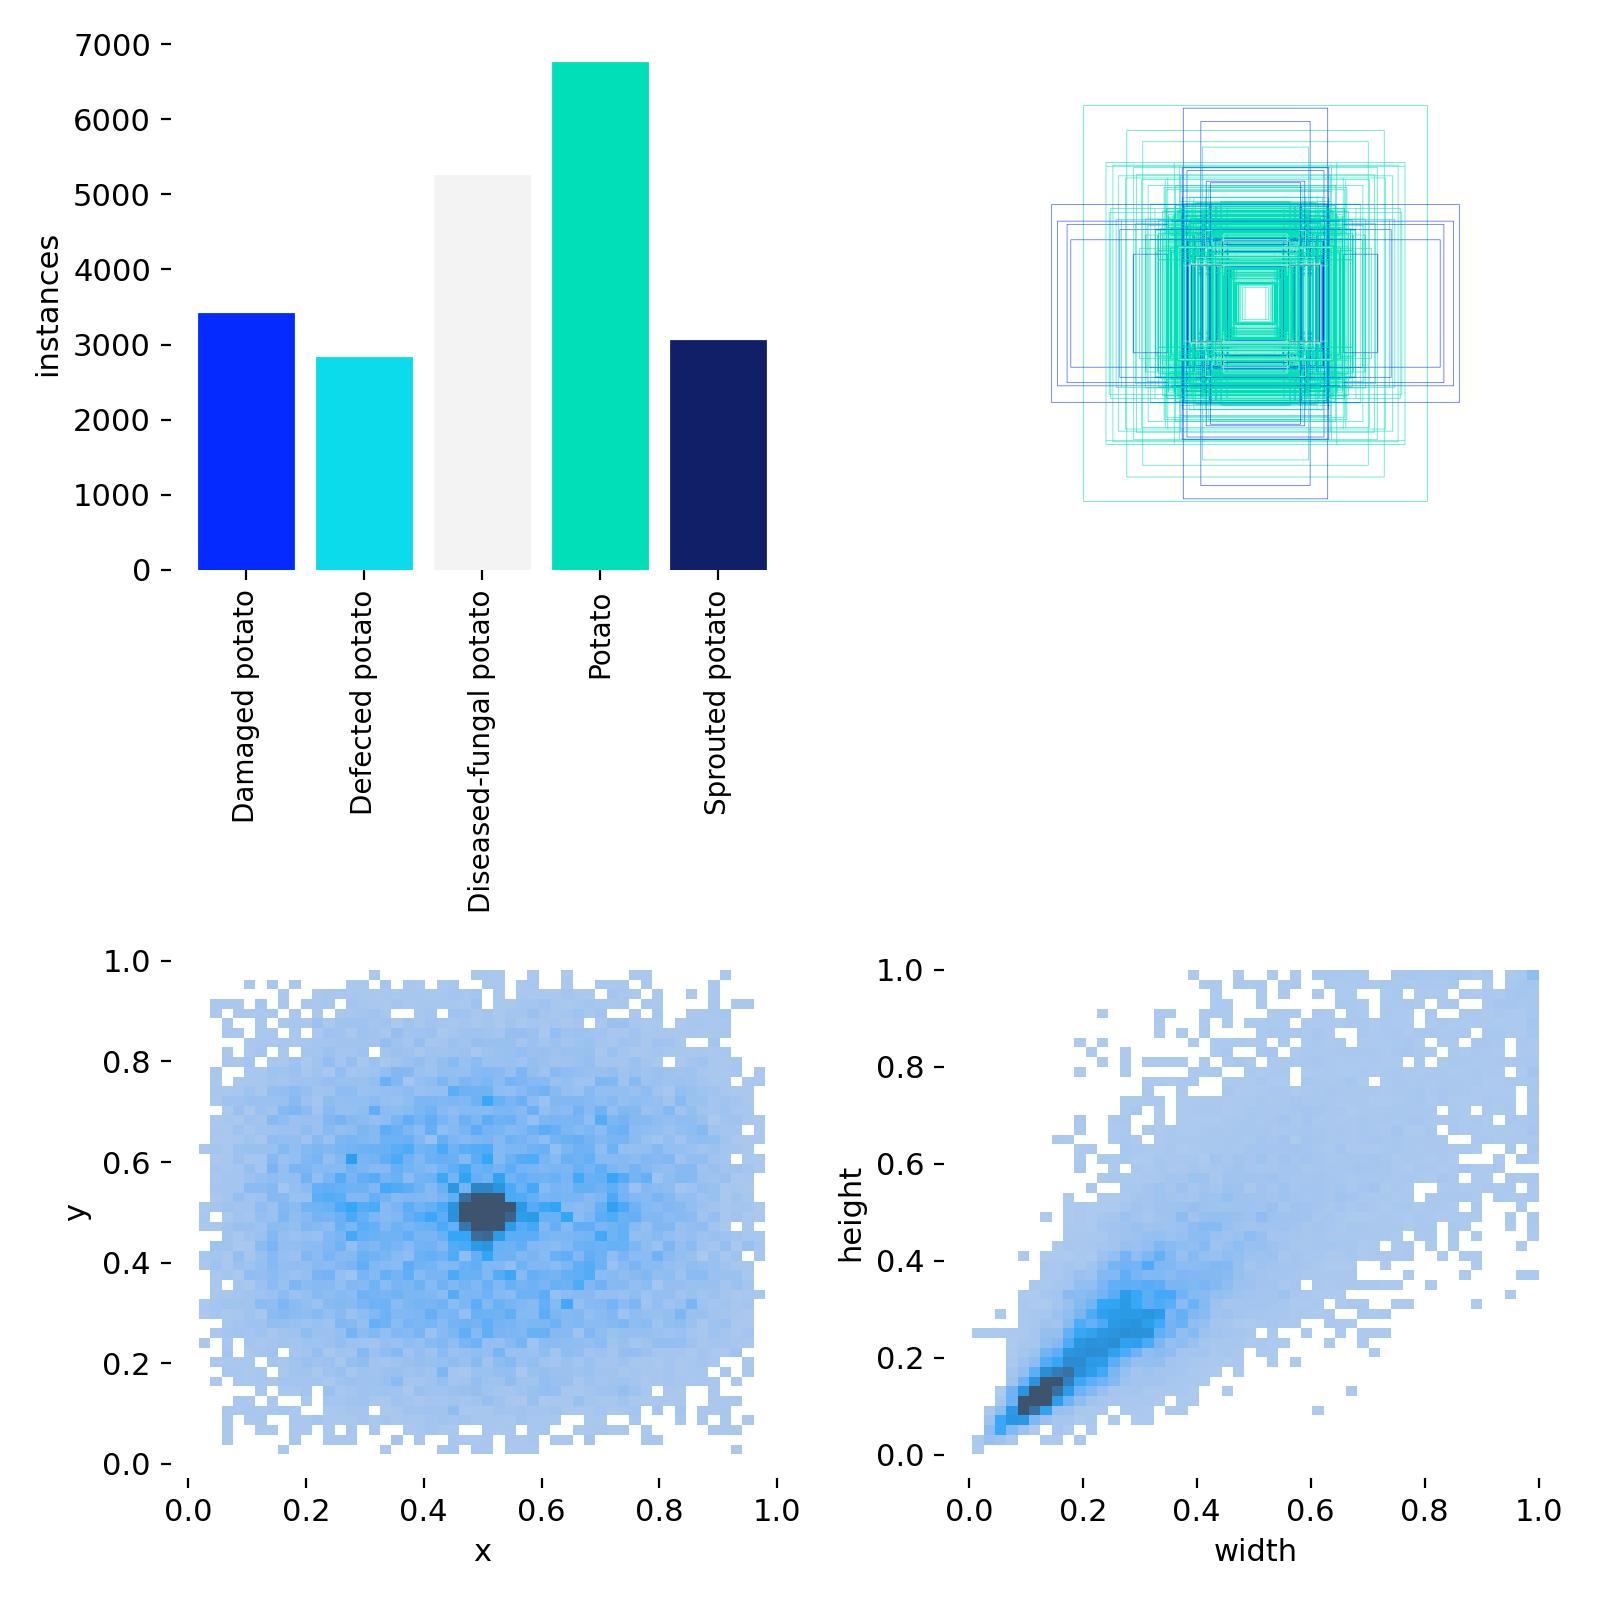 7000
6000
5000
4000
3000
2000
1000
0
instances
Damaged potato
Defected potato
Diseased-fungal potato
Potato
Sprouted potato
1.0
0.8
0.6
0.4
0.2
0.0
y
0.0 0.2 0.4 0.6 0.8 1.0
x
1.0
0.8
0.6
0.4
0.2
0.0
height
0.0 0.2 0.4 0.6 0.8 1.0
width